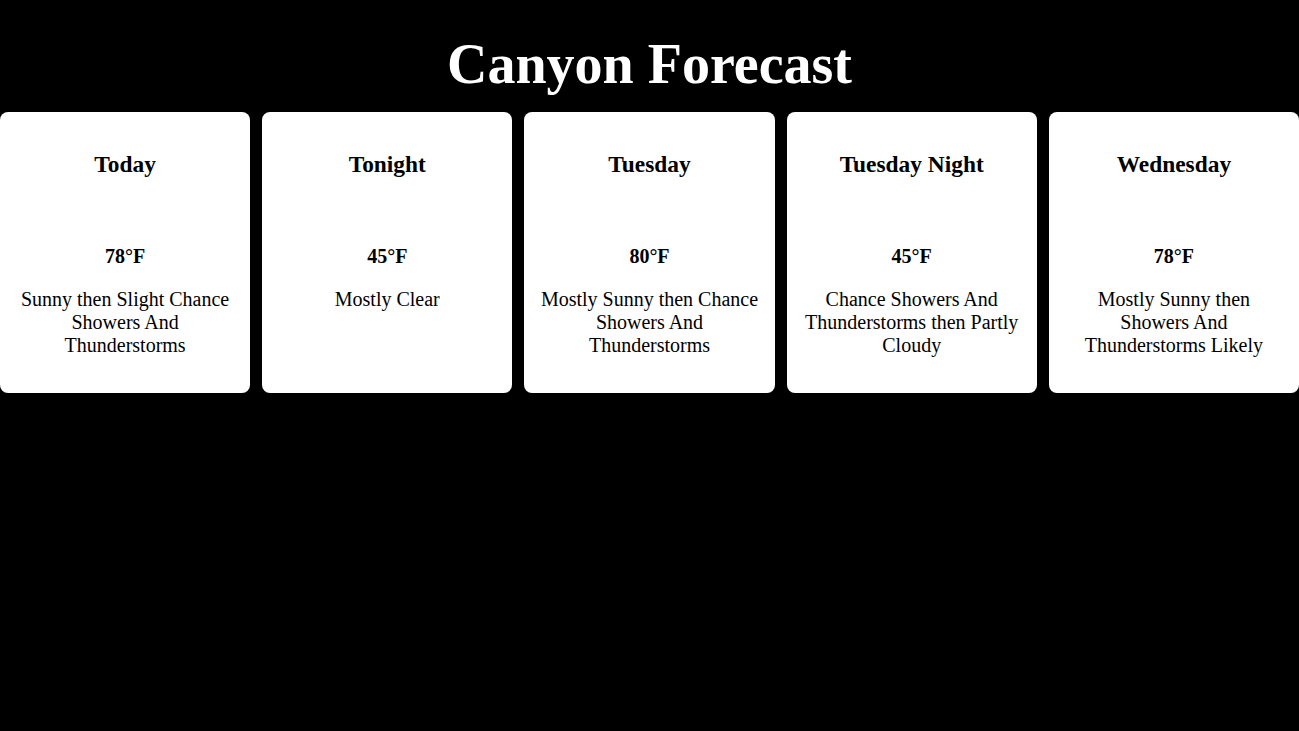 Canyon Forecast
Today
78°F
Sunny then Slight Chance
Showers And
Thunderstorms
Tonight
45°F
Mostly Clear
Tuesday
80°F
Mostly Sunny then Chance
Showers And
Thunderstorms
Tuesday Night
45°F
Chance Showers And
Thunderstorms then Partly
Cloudy
Wednesday
78°F
Mostly Sunny then
Showers And
Thunderstorms Likely